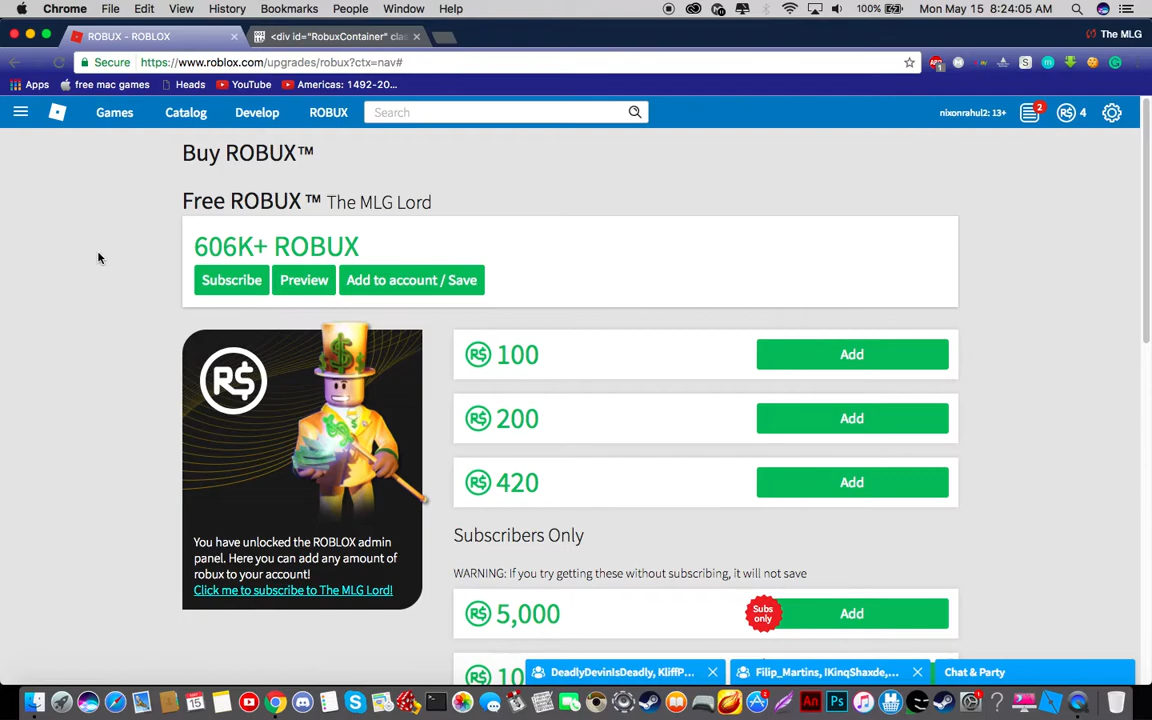 Chrome File Edit View History Bookmarks People Window Help 100% Mon May 15 8:24:05 AM
ROBUX - ROBLOX × <div id="RobuxContainer" clas × The MLG
Secure https://www.roblox.com/upgrades/robux?ctx=nav#
Apps free mac games Heads YouTube Americas: 1492-20...
Games Catalog Develop ROBUX Search nixonrahul2: 13+ 2 R$ 4
Buy ROBUX™
Free ROBUX ™ The MLG Lord
606K+ ROBUX
Subscribe Preview Add to account / Save
R$ 100 Add
R$ 200 Add
R$ 420 Add
R$
You have unlocked the ROBLOX admin
panel. Here you can add any amount of
robux to your account!
Click me to subscribe to The MLG Lord!
Subscribers Only
WARNING: If you try getting these without subscribing, it will not save
R$ 5,000 Subs only Add
10
DeadlyDevinIsDeadly, KliffP... × Filip_Martins, IKinqShaxde,... × Chat & Party